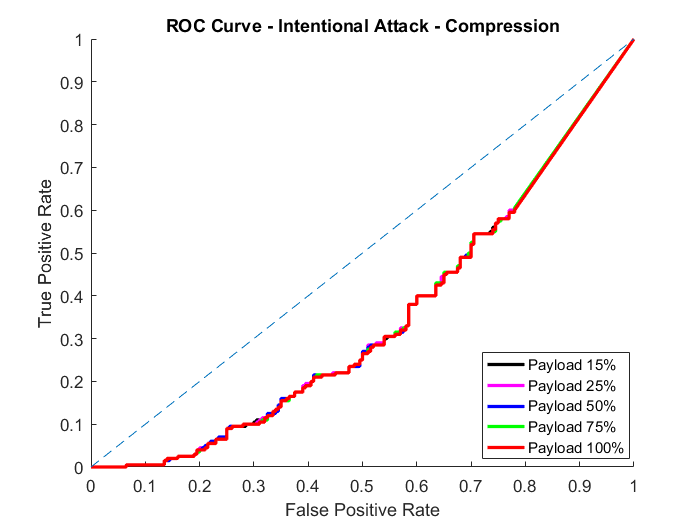 ROC Curve - Intentional Attack - Compression
1
0.9
0.8
0.7
0.6
0.5
0.4
0.3
0.2
0.1
0
True Positive Rate
Payload 15%
Payload 25%
Payload 50%
Payload 75%
Payload 100%
0 0.1 0.2 0.3 0.4 0.5 0.6 0.7 0.8 0.9 1
False Positive Rate